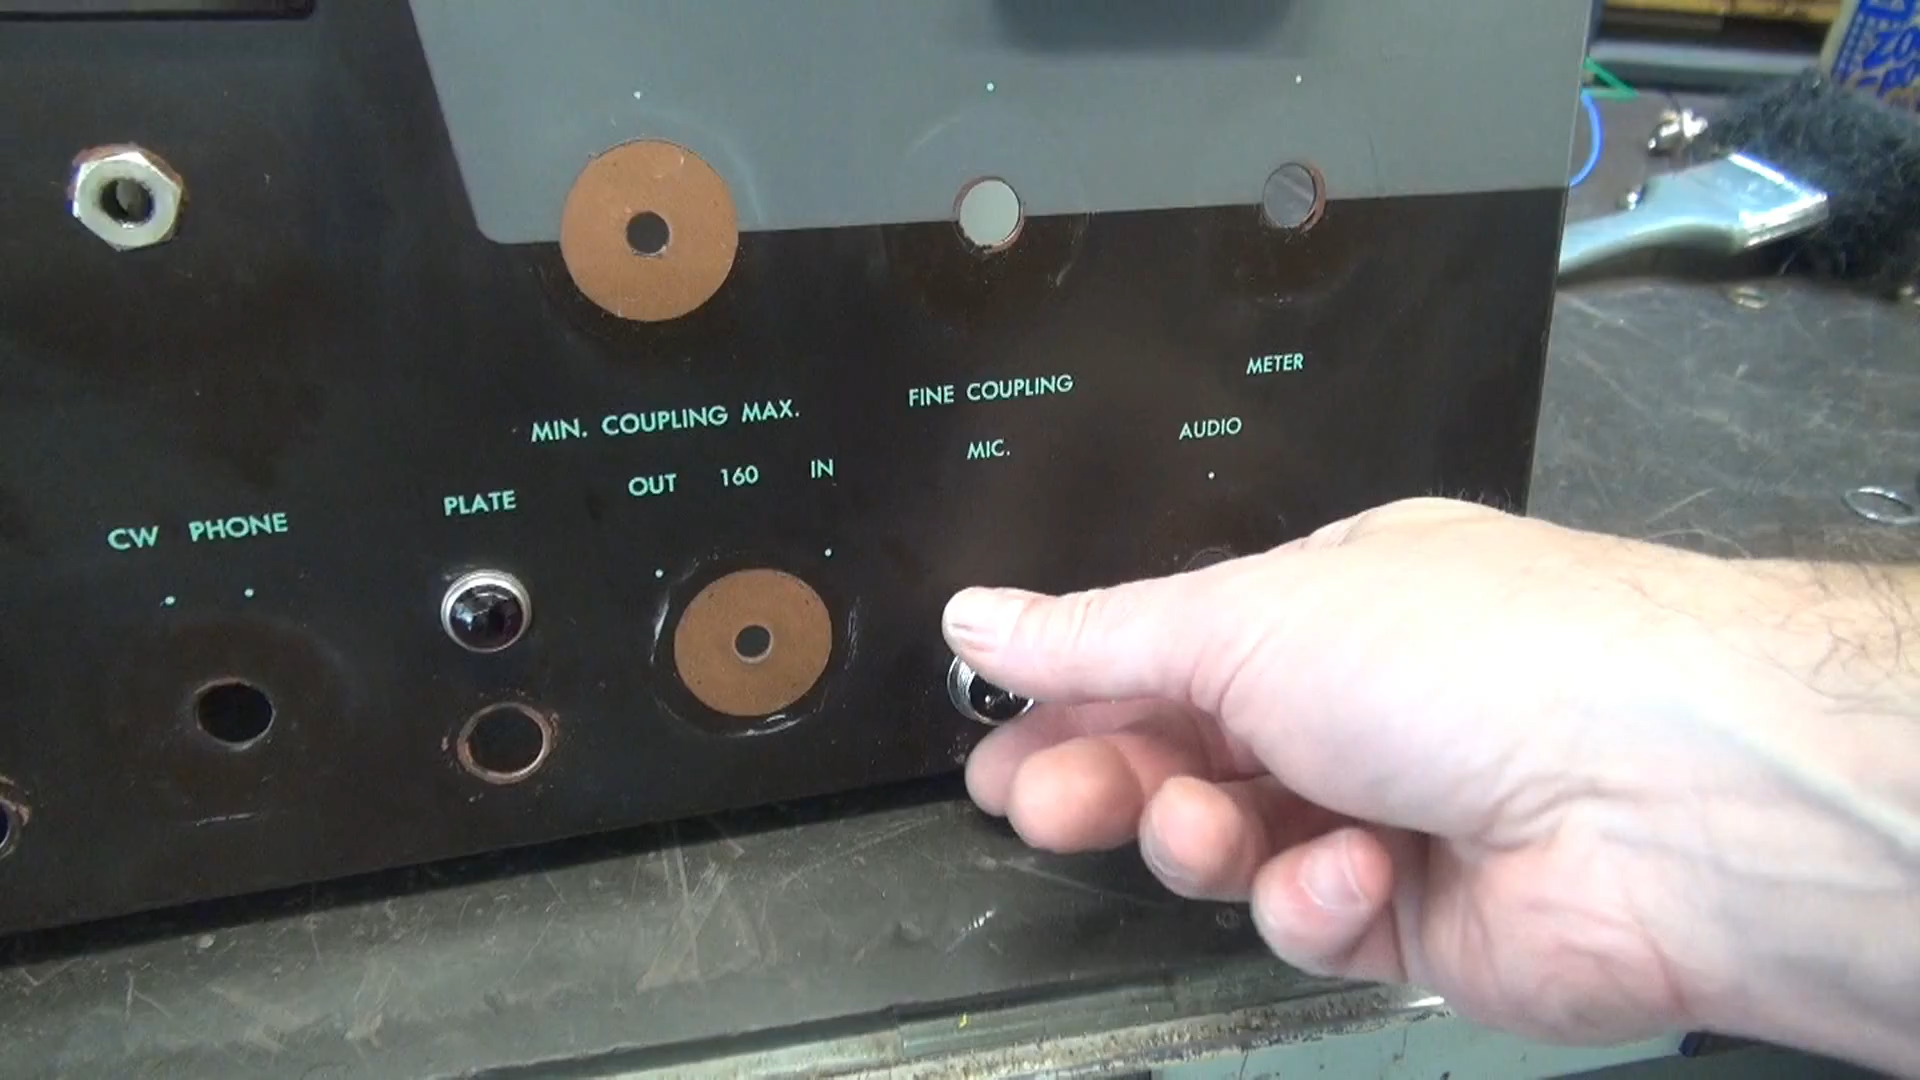 METER
FINE COUPLING
MIN. COUPLING MAX.
AUDIO
MIC.
OUT 160 IN
PLATE
CW PHONE